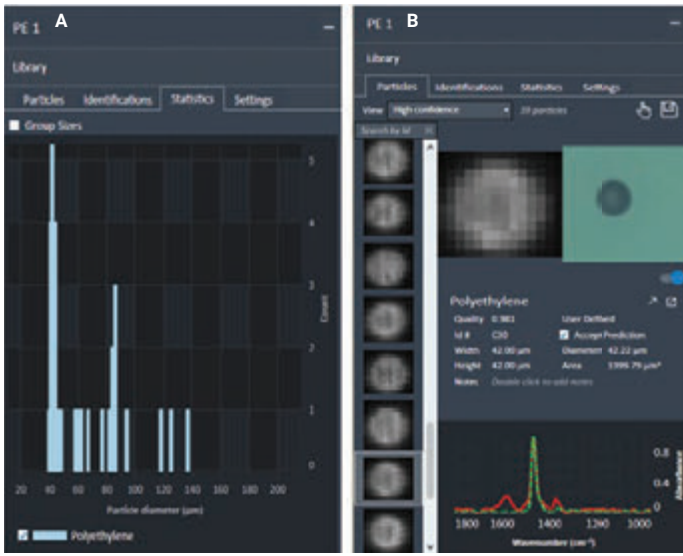 A
PE 1
Library
Particles Identifications Statistics Settings
Group Sizes
5
4
3
2
1
0
Count
20 40 60 80 100 120 140 160 180 200
Particle diameter (µm)
Polyethylene
B
PE 1
Library
Particles Identifications Statistics Settings
View High confidence particles
Search by Id
Polyethylene
Quality 0.981 User Defined
Id # C20 Accept Prediction
Width 42.00 µm Diameter 42.22 µm
Height 42.00 µm Area 1399.79 µm²
Notes Double click to add notes
0.8
0.4
0
Absorbance
1800 1600 1400 1200 1000
Wavenumber (cm⁻¹)